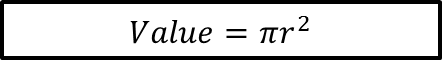 Value = πr²